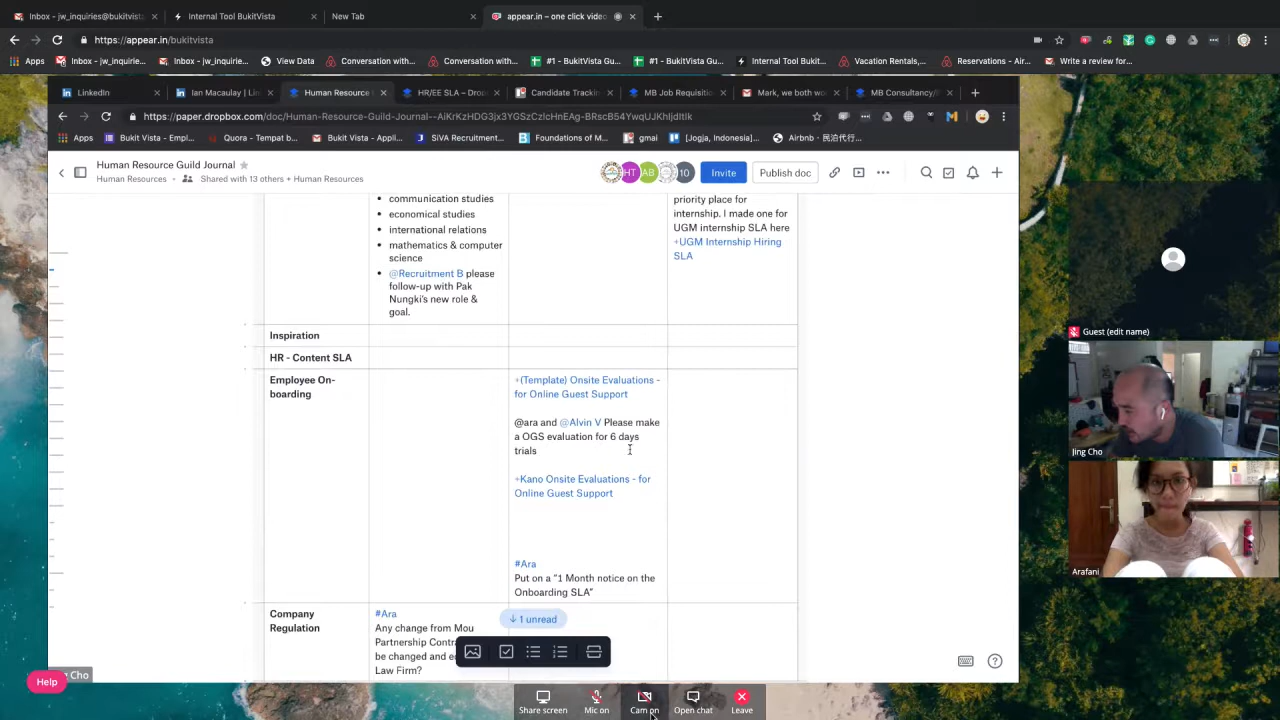 Inbox - jw_inquiries@bukitvist
Internal Tool BukitVista
New Tab
appear.in – one click video
https://appear.in/bukitvista
Inbox - jw_inquirie...
Inbox - jw_inquirie...
View Data
Conversation with...
Conversation with...
#1 - BukitVista Gu...
#1 - BukitVista Gu...
Internal Tool Bukit...
Vacation Rentals,...
Reservations - Air...
Write a review for...
LinkedIn
Ian Macaulay | Lin
Human Resource
HR/EE SLA – Drop
Candidate Trackin
MB Job Requisitio
Mark, we both wo
MB Consultancy/I
https://paper.dropbox.com/doc/Human-Resource-Guild-Journal--AiKrKzHDG3jx3YGSzCzlcHnEAg-BRscB54YwqUJKhljdItlk
Apps
Bukit Vista - Empl...
Quora - Tempat b...
Bukit Vista - Appli...
SiVA Recruitment...
Foundations of M...
gmal
[Jogja, Indonesia]...
Airbnb - 民泊代行...
Human Resource Guild Journal
Human Resources • Shared with 13 others + Human Resources
HT
AB
10
Invite
Publish doc
communication studies
economical studies
international relations
mathematics & computer
science
@Recruitment B please
follow-up with Pak
Nungki's new role &
goal.
priority place for
internship. I made one for
UGM internship SLA here
+UGM Internship Hiring
SLA
Inspiration
HR - Content SLA
Employee On-
boarding
+(Template) Onsite Evaluations -
for Online Guest Support
@ara and @Alvin V Please make
a OGS evaluation for 6 days
trials
+Kano Onsite Evaluations - for
Online Guest Support
#Ara
Put on a "1 Month notice on the
Onboarding SLA"
Company
Regulation
#Ara
Any change from Mou
Partnership Contra
be changed and e
Law Firm?
↓ 1 unread
Guest (edit name)
Jing Cho
Arafani
Cho
Help
Share screen
Mic on
Cam on
Open chat
Leave